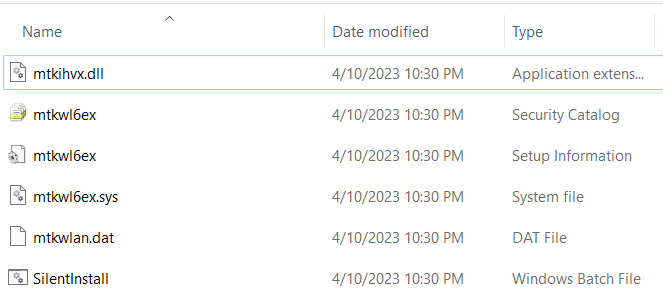 Name Date modified Type
mtkihvx.dll 4/10/2023 10:30 PM Application extens...
mtkwl6ex 4/10/2023 10:30 PM Security Catalog
mtkwl6ex 4/10/2023 10:30 PM Setup Information
mtkwl6ex.sys 4/10/2023 10:30 PM System file
mtkwlan.dat 4/10/2023 10:30 PM DAT File
SilentInstall 4/10/2023 10:30 PM Windows Batch File